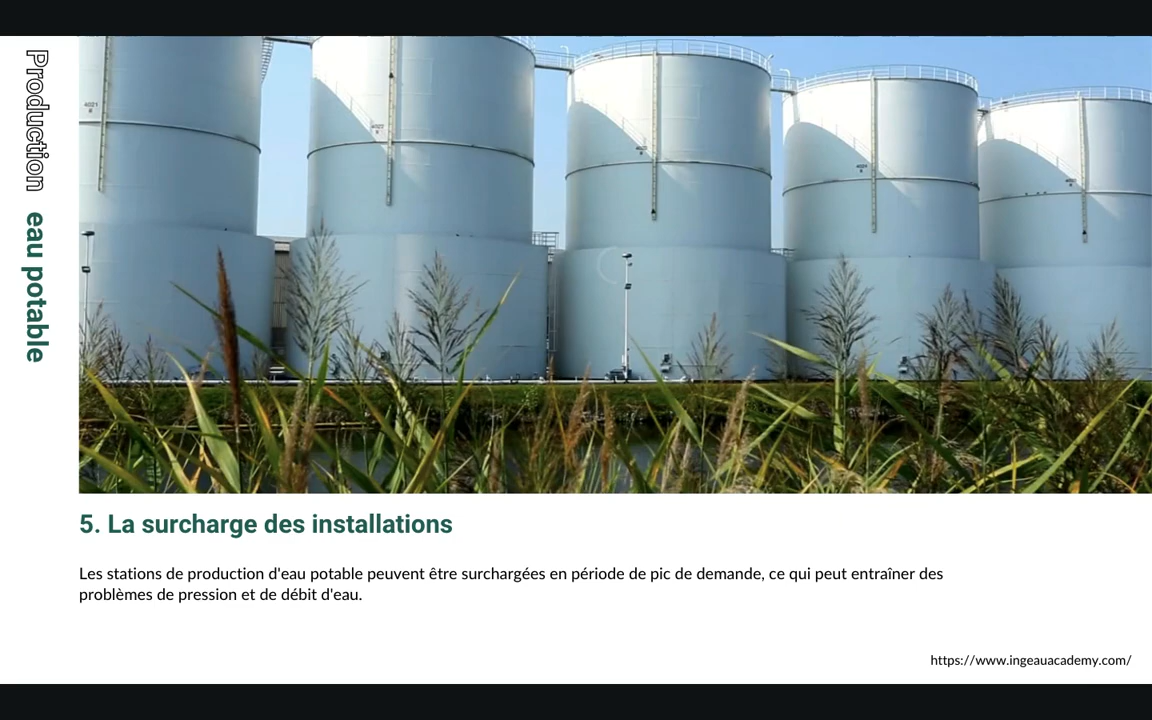 Production eau potable
5. La surcharge des installations
Les stations de production d'eau potable peuvent être surchargées en période de pic de demande, ce qui peut entraîner des
problèmes de pression et de débit d'eau.
https://www.ingeauacademy.com/